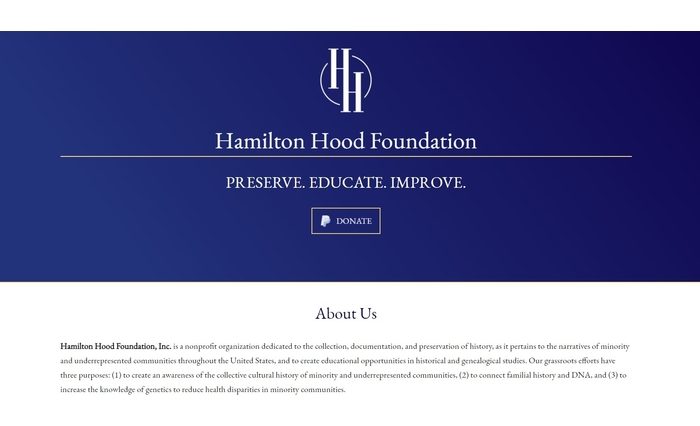 HH
Hamilton Hood Foundation
PRESERVE. EDUCATE. IMPROVE.
DONATE
About Us
Hamilton Hood Foundation, Inc. is a nonprofit organization dedicated to the collection, documentation, and preservation of history, as it pertains to the narratives of minority
and underrepresented communities throughout the United States, and to create educational opportunities in historical and genealogical studies. Our grassroots efforts have
three purposes: (1) to create an awareness of the collective cultural history of minority and underrepresented communities, (2) to connect familial history and DNA, and (3) to
increase the knowledge of genetics to reduce health disparities in minority communities.